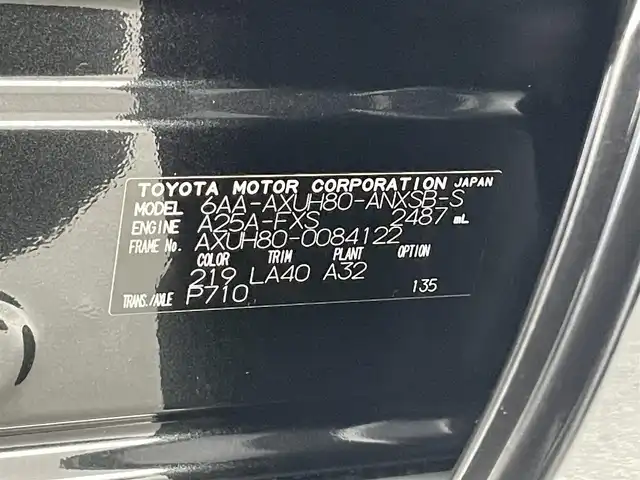 TOYOTA MOTOR CORPORATION JAPAN
MODEL 6AA-AXUH80-ANXSB-S
ENGINE A25A-FXS 2487 mL
FRAME No. AXUH80-0084122
COLOR TRIM PLANT OPTION
219 LA40 A32
TRANS./AXLE P710 135